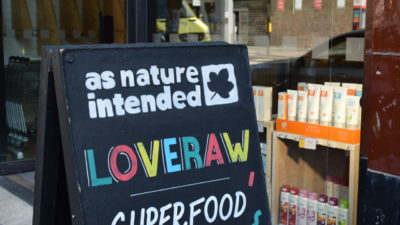 as nature
intended
LOVERAW
SUPERFOOD